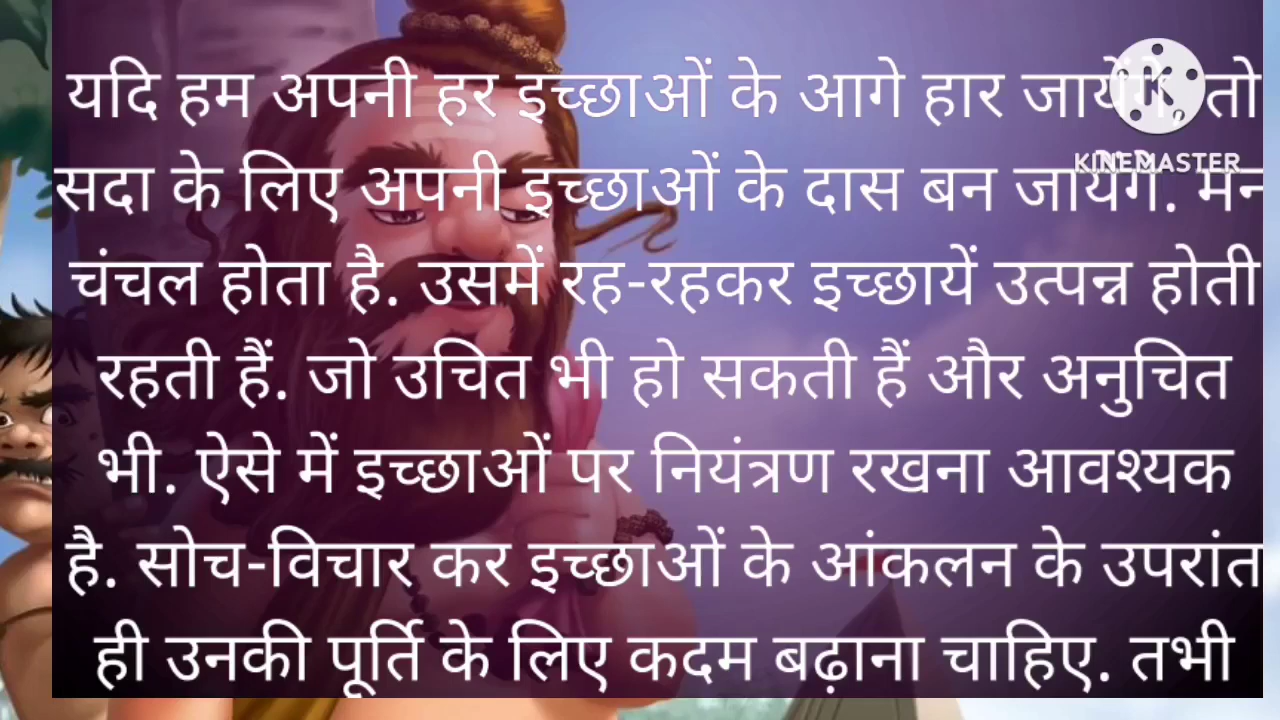 यदि हम अपनी हर इच्छाओं के आगे हार जायेंगे, तो
सदा के लिए अपनी इच्छाओं के दास बन जायेंगे. मन
चंचल होता है. उसमें रह-रहकर इच्छायें उत्पन्न होती
रहती हैं. जो उचित भी हो सकती हैं और अनुचित
भी. ऐसे में इच्छाओं पर नियंत्रण रखना आवश्यक
है. सोच-विचार कर इच्छाओं के आंकलन के उपरांत
ही उनकी पूर्ति के लिए कदम बढ़ाना चाहिए. तभी
K
KINEMASTER